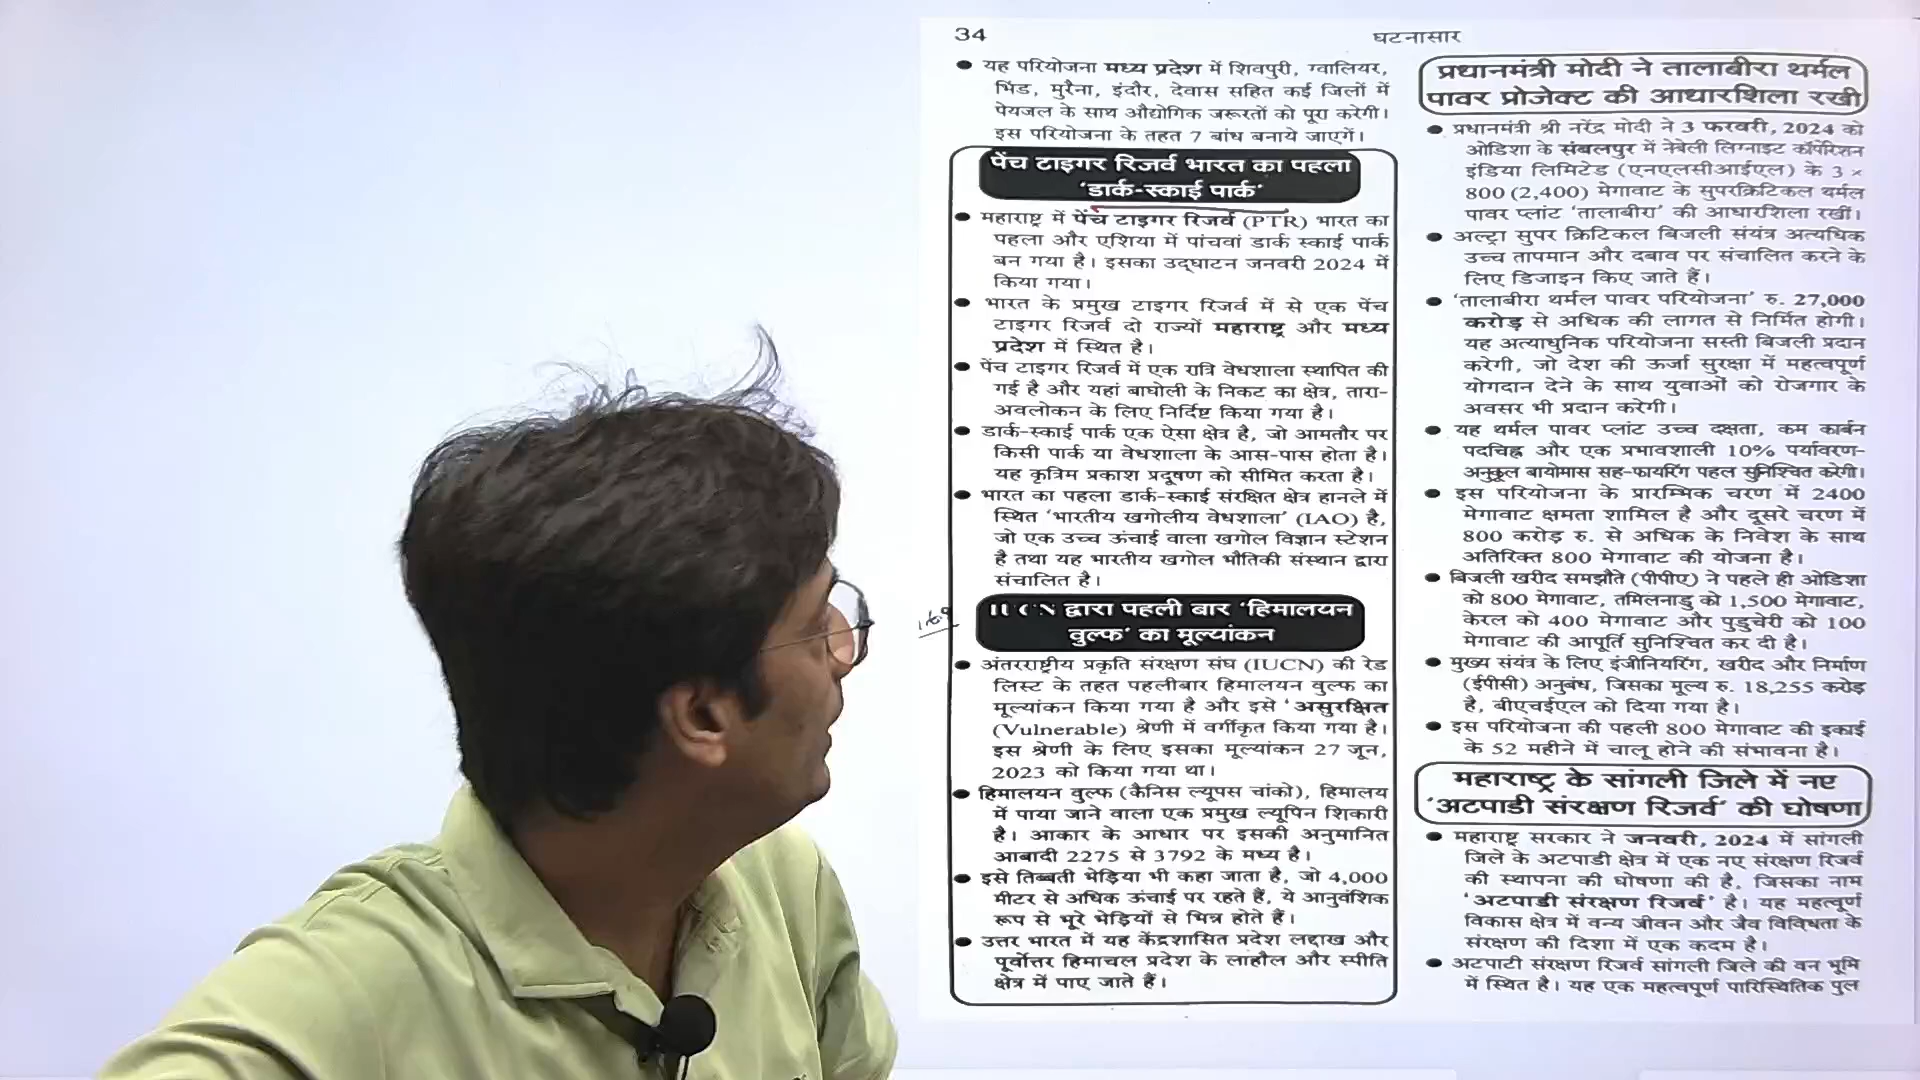 34
घटनासार
● यह परियोजना मध्य प्रदेश में शिवपुरी, ग्वालियर,
भिंड, मुरैना, इंदौर, देवास सहित कई जिलों में
पेयजल के साथ औद्योगिक जरूरतों को पूरा करेगी।
इस परियोजना के तहत 7 बांध बनाये जाएगें।
पेंच टाइगर रिजर्व भारत का पहला
'डार्क-स्काई पार्क'
● महाराष्ट्र में पेंच टाइगर रिजर्व (PTR) भारत का
पहला और एशिया में पांचवां डार्क स्काई पार्क
बन गया है। इसका उद्घाटन जनवरी 2024 में
किया गया।
● भारत के प्रमुख टाइगर रिजर्व में से एक पेंच
टाइगर रिजर्व दो राज्यों महाराष्ट्र और मध्य
प्रदेश में स्थित है।
● पेंच टाइगर रिजर्व में एक रात्रि वेधशाला स्थापित की
गई है और यहां बाघोली के निकट का क्षेत्र, तारा-
अवलोकन के लिए निर्दिष्ट किया गया है।
● डार्क-स्काई पार्क एक ऐसा क्षेत्र है, जो आमतौर पर
किसी पार्क या वेधशाला के आस-पास होता है।
यह कृत्रिम प्रकाश प्रदूषण को सीमित करता है।
● भारत का पहला डार्क-स्काई संरक्षित क्षेत्र हानले में
स्थित 'भारतीय खगोलीय वेधशाला' (IAO) है,
जो एक उच्च ऊंचाई वाला खगोल विज्ञान स्टेशन
है तथा यह भारतीय खगोल भौतिकी संस्थान द्वारा
संचालित है।
IUCN द्वारा पहली बार 'हिमालयन
वुल्फ' का मूल्यांकन
● अंतरराष्ट्रीय प्रकृति संरक्षण संघ (IUCN) की रेड
लिस्ट के तहत पहलीबार हिमालयन वुल्फ का
मूल्यांकन किया गया है और इसे 'असुरक्षित
(Vulnerable) श्रेणी में वर्गीकृत किया गया है।
इस श्रेणी के लिए इसका मूल्यांकन 27 जून,
2023 को किया गया था।
● हिमालयन वुल्फ (कैनिस ल्यूपस चांको), हिमालय
में पाया जाने वाला एक प्रमुख ल्यूपिन शिकारी
है। आकार के आधार पर इसकी अनुमानित
आबादी 2275 से 3792 के मध्य है।
● इसे तिब्बती भेड़िया भी कहा जाता है, जो 4,000
मीटर से अधिक ऊंचाई पर रहते हैं, ये आनुवंशिक
रूप से भूरे भेड़ियों से भिन्न होते हैं।
● उत्तर भारत में यह केंद्रशासित प्रदेश लद्दाख और
पूर्वोत्तर हिमाचल प्रदेश के लाहौल और स्पीति
क्षेत्र में पाए जाते हैं।
प्रधानमंत्री मोदी ने तालाबीरा थर्मल
पावर प्रोजेक्ट की आधारशिला रखी
● प्रधानमंत्री श्री नरेंद्र मोदी ने 3 फरवरी, 2024 को
ओडिशा के संबलपुर में नेवेली लिग्नाइट कॉर्पोरेशन
इंडिया लिमिटेड (एनएलसीआईएल) के 3 ×
800 (2,400) मेगावाट के सुपरक्रिटिकल थर्मल
पावर प्लांट 'तालाबीरा' की आधारशिला रखीं।
● अल्ट्रा सुपर क्रिटिकल बिजली संयंत्र अत्यधिक
उच्च तापमान और दबाव पर संचालित करने के
लिए डिजाइन किए जाते हैं।
● 'तालाबीरा थर्मल पावर परियोजना' रु. 27,000
करोड़ से अधिक की लागत से निर्मित होगी।
यह अत्याधुनिक परियोजना सस्ती बिजली प्रदान
करेगी, जो देश की ऊर्जा सुरक्षा में महत्वपूर्ण
योगदान देने के साथ युवाओं को रोजगार के
अवसर भी प्रदान करेगी।
● यह थर्मल पावर प्लांट उच्च दक्षता, कम कार्बन
पदचिह्न और एक प्रभावशाली 10% पर्यावरण-
अनुकूल बायोमास सह-फायरिंग पहल सुनिश्चित करेगी।
● इस परियोजना के प्रारम्भिक चरण में 2400
मेगावाट क्षमता शामिल है और दूसरे चरण में
800 करोड़ रु. से अधिक के निवेश के साथ
अतिरिक्त 800 मेगावाट की योजना है।
● बिजली खरीद समझौते (पीपीए) ने पहले ही ओडिशा
को 800 मेगावाट, तमिलनाडु को 1,500 मेगावाट,
केरल को 400 मेगावाट और पुडुचेरी को 100
मेगावाट की आपूर्ति सुनिश्चित कर दी है।
● मुख्य संयंत्र के लिए इंजीनियरिंग, खरीद और निर्माण
(ईपीसी) अनुबंध, जिसका मूल्य रु. 18,255 करोड़
है, बीएचईएल को दिया गया है।
● इस परियोजना की पहली 800 मेगावाट की इकाई
के 52 महीने में चालू होने की संभावना है।
महाराष्ट्र के सांगली जिले में नए
'अटपाडी संरक्षण रिजर्व' की घोषणा
● महाराष्ट्र सरकार ने जनवरी, 2024 में सांगली
जिले के अटपाडी क्षेत्र में एक नए संरक्षण रिजर्व
की स्थापना की घोषणा की है, जिसका नाम
'अटपाडी संरक्षण रिजर्व' है। यह महत्वूर्ण
विकास क्षेत्र में वन्य जीवन और जैव विविधता के
संरक्षण की दिशा में एक कदम है।
● अटपाटी संरक्षण रिजर्व सांगली जिले की वन भूमि
में स्थित है। यह एक महत्वपूर्ण पारिस्थितिक पुल